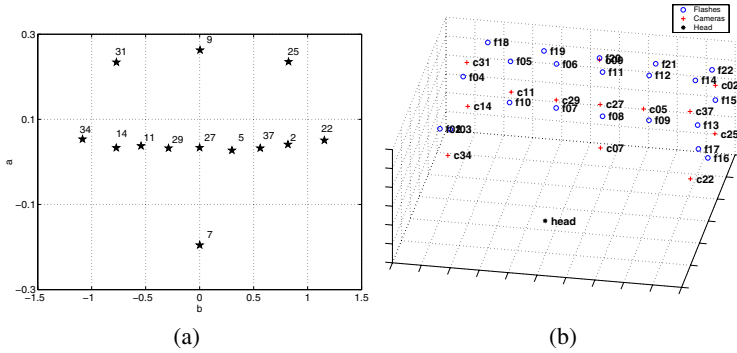 0.3
0.1
a
−0.1
−0.3
−1.5
−1
−0.5
0
0.5
1
1.5
b
9
31
25
34
14
11
29
27
5
37
2
22
7
(a)
Flashes
Cameras
Head
f18
f19
f20
c09
f21
f22
c31
f05
f06
f11
f12
f14
c02
f04
c11
c29
c27
c05
c37
f15
c14
f10
f07
f08
f09
f13
c25
f03
c34
c07
f17
f16
c22
head
(b)